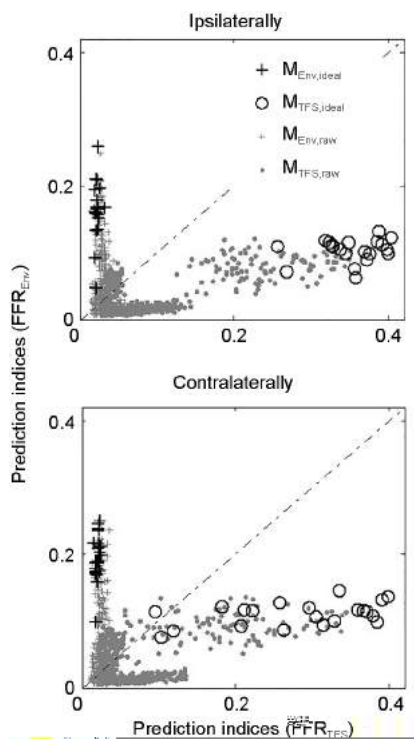 Ipsilaterally
0.4
M_Env,ideal
M_TFS,ideal
M_Env,raw
M_TFS,raw
0.2
0
0 0.2 0.4
Prediction indices (FFR_Env)
Contralaterally
0.4
0.2
0
0 0.2 0.4
Prediction indices (FFR_TFS)